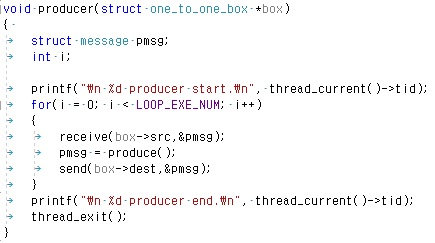 void producer(struct one_to_one_box *box)
{
struct message pmsg;
int i;
printf("₩n %d producer start.₩n", thread_current()->tid);
for(i = 0; i < LOOP_EXE_NUM; i++)
{
receive(box->src,&pmsg);
pmsg = produce();
send(box->dest,&pmsg);
}
printf("₩n %d producer end.₩n", thread_current()->tid);
thread_exit();
}